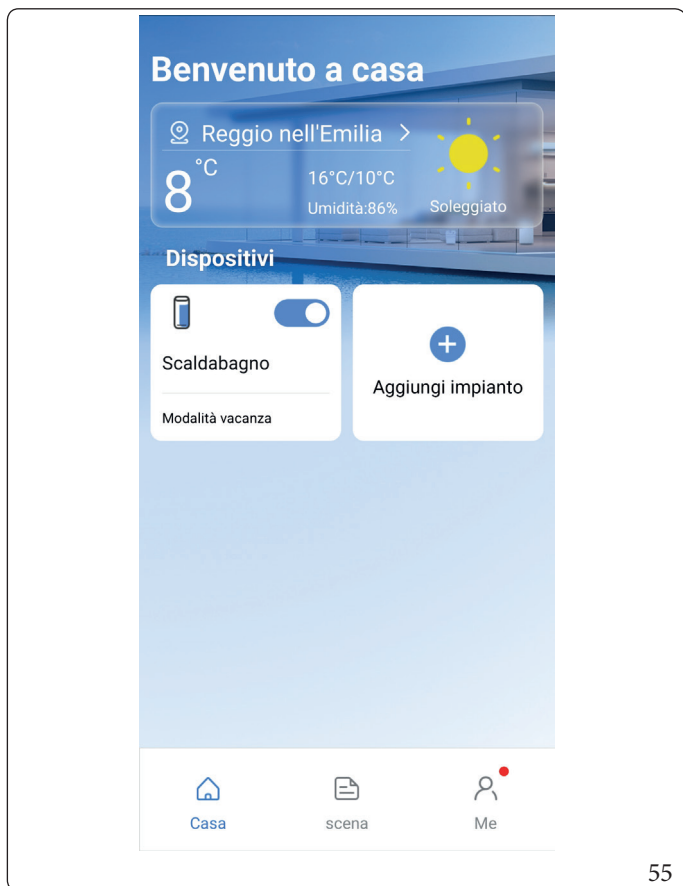 Benvenuto a casa
Reggio nell'Emilia >
8°C
16°C/10°C
Umidità:86%
Soleggiato
Dispositivi
Scaldabagno
Modalità vacanza
Aggiungi impianto
Casa
scena
Me
55